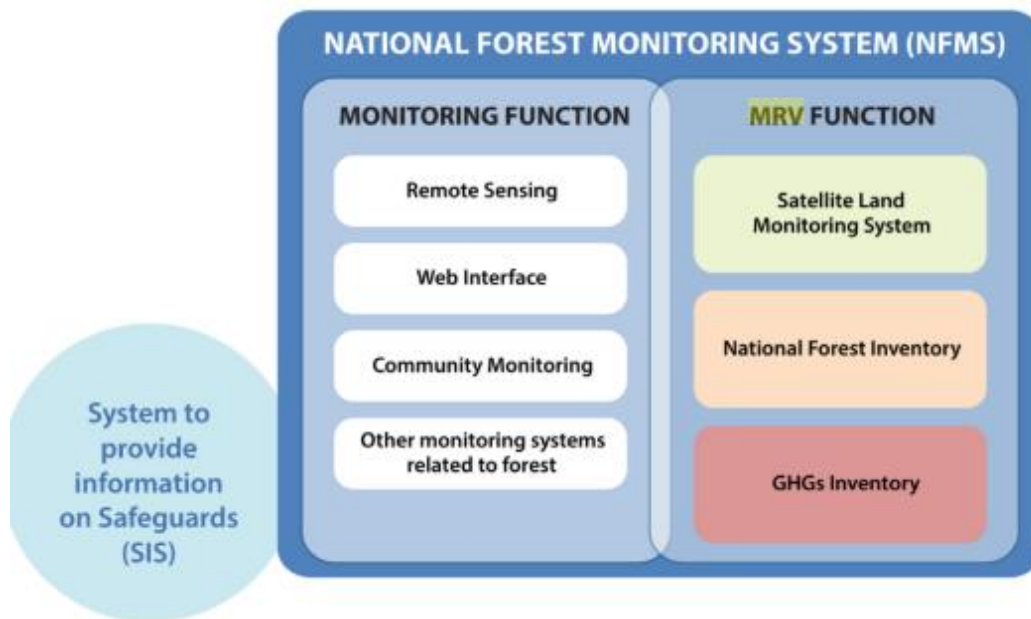 NATIONAL FOREST MONITORING SYSTEM (NFMS)
MONITORING FUNCTION
Remote Sensing
Web Interface
Community Monitoring
Other monitoring systems
related to forest
MRV FUNCTION
Satellite Land
Monitoring System
National Forest Inventory
GHGs Inventory
System to
provide
information
on Safeguards
(SIS)